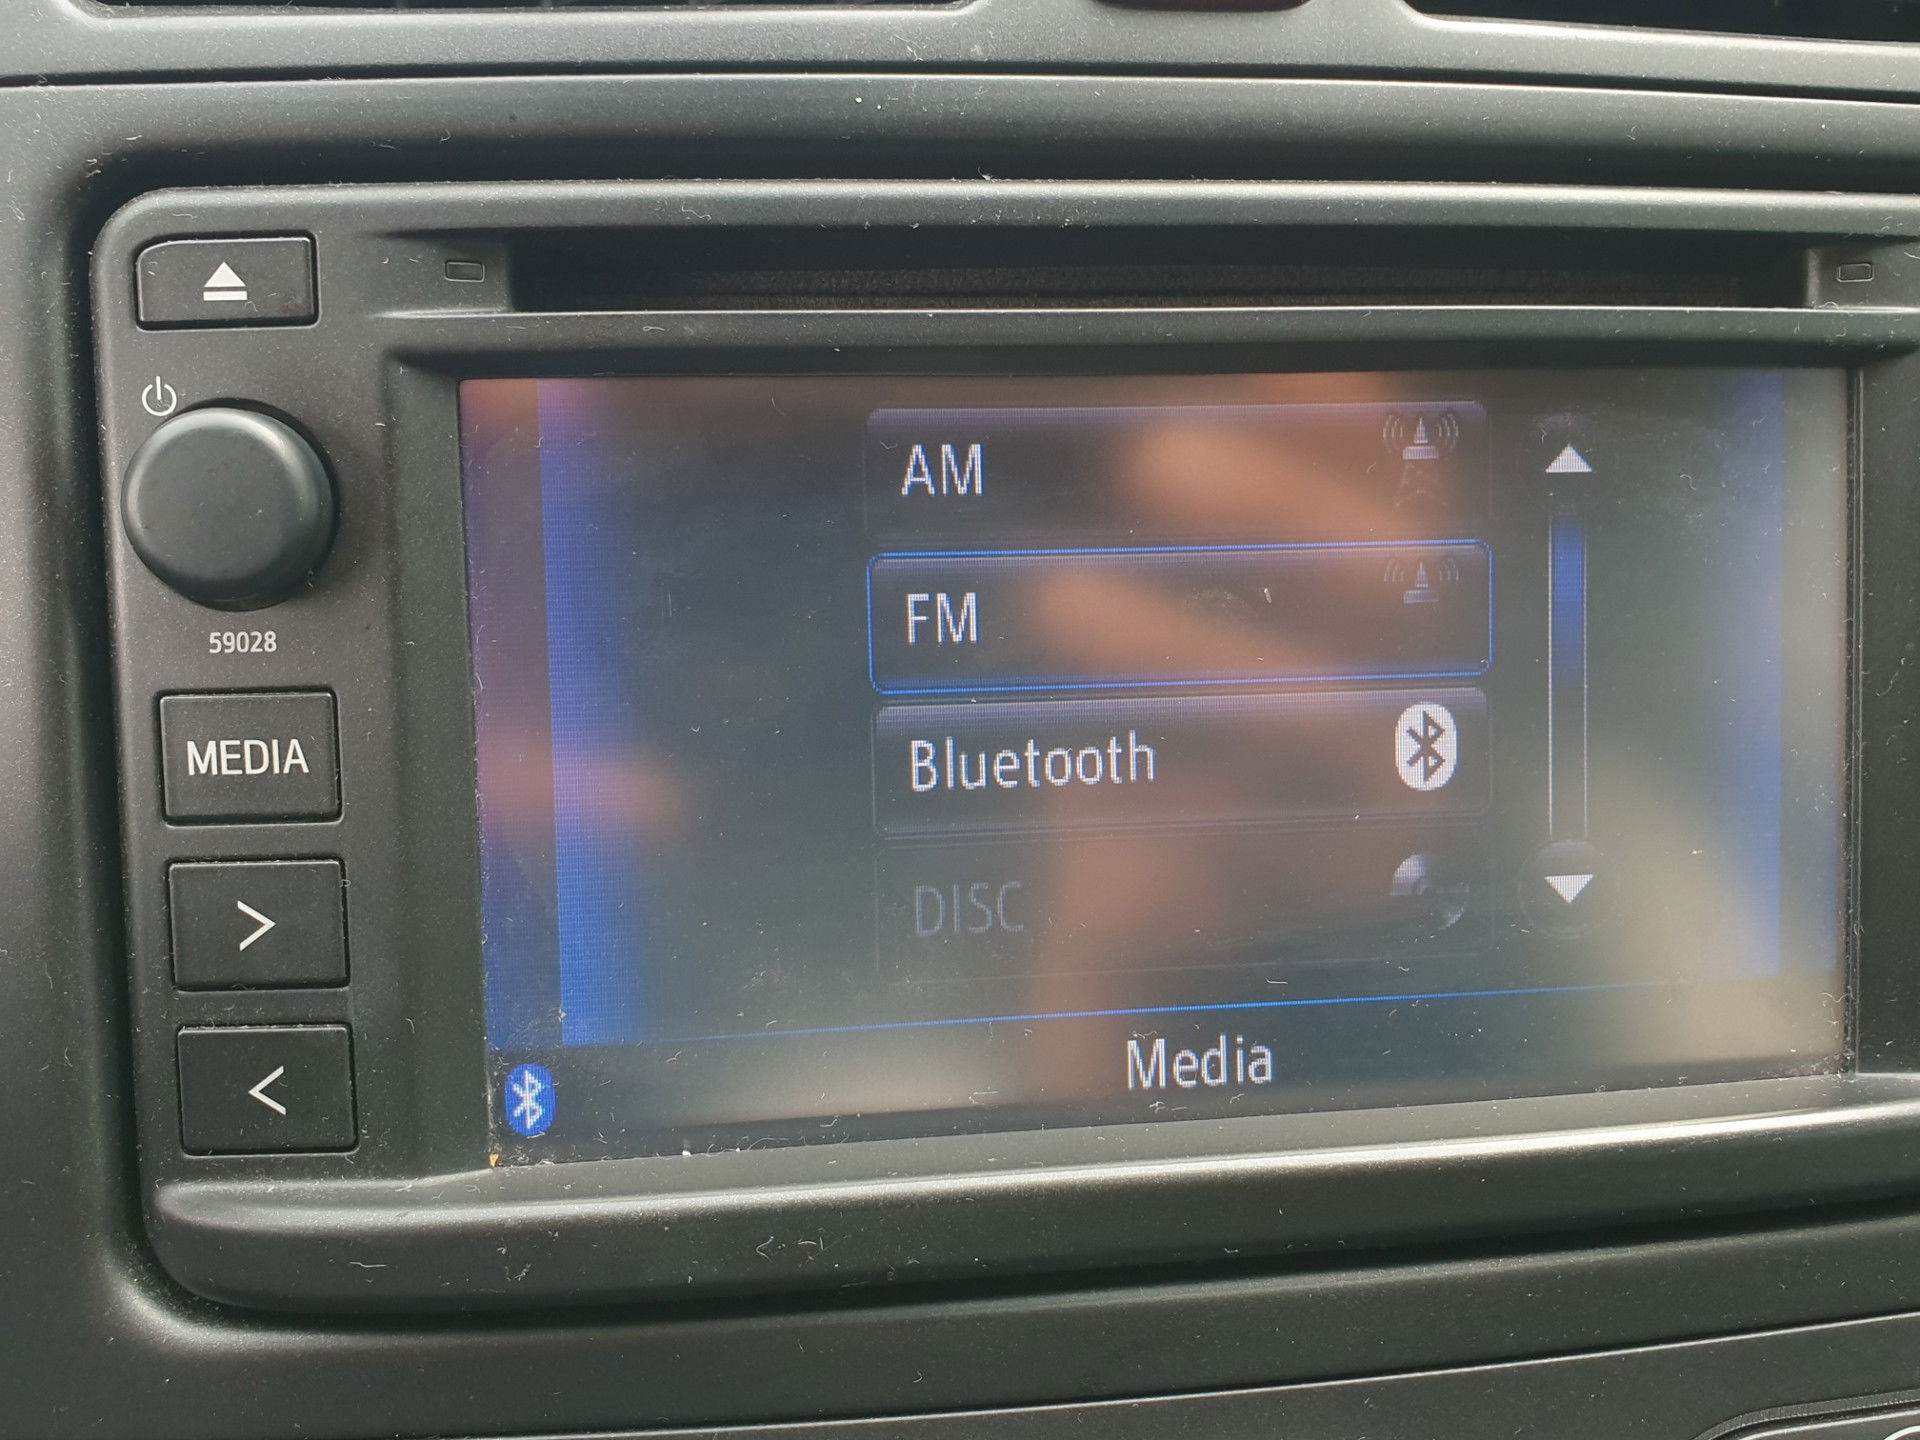 59028
MEDIA
>
<
AM
FM
Bluetooth
DISC
Media